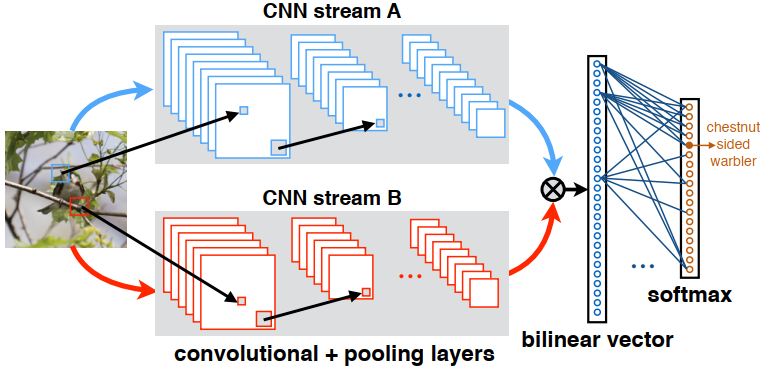 CNN stream A
chestnut
sided
warbler
CNN stream B
softmax
bilinear vector
convolutional + pooling layers